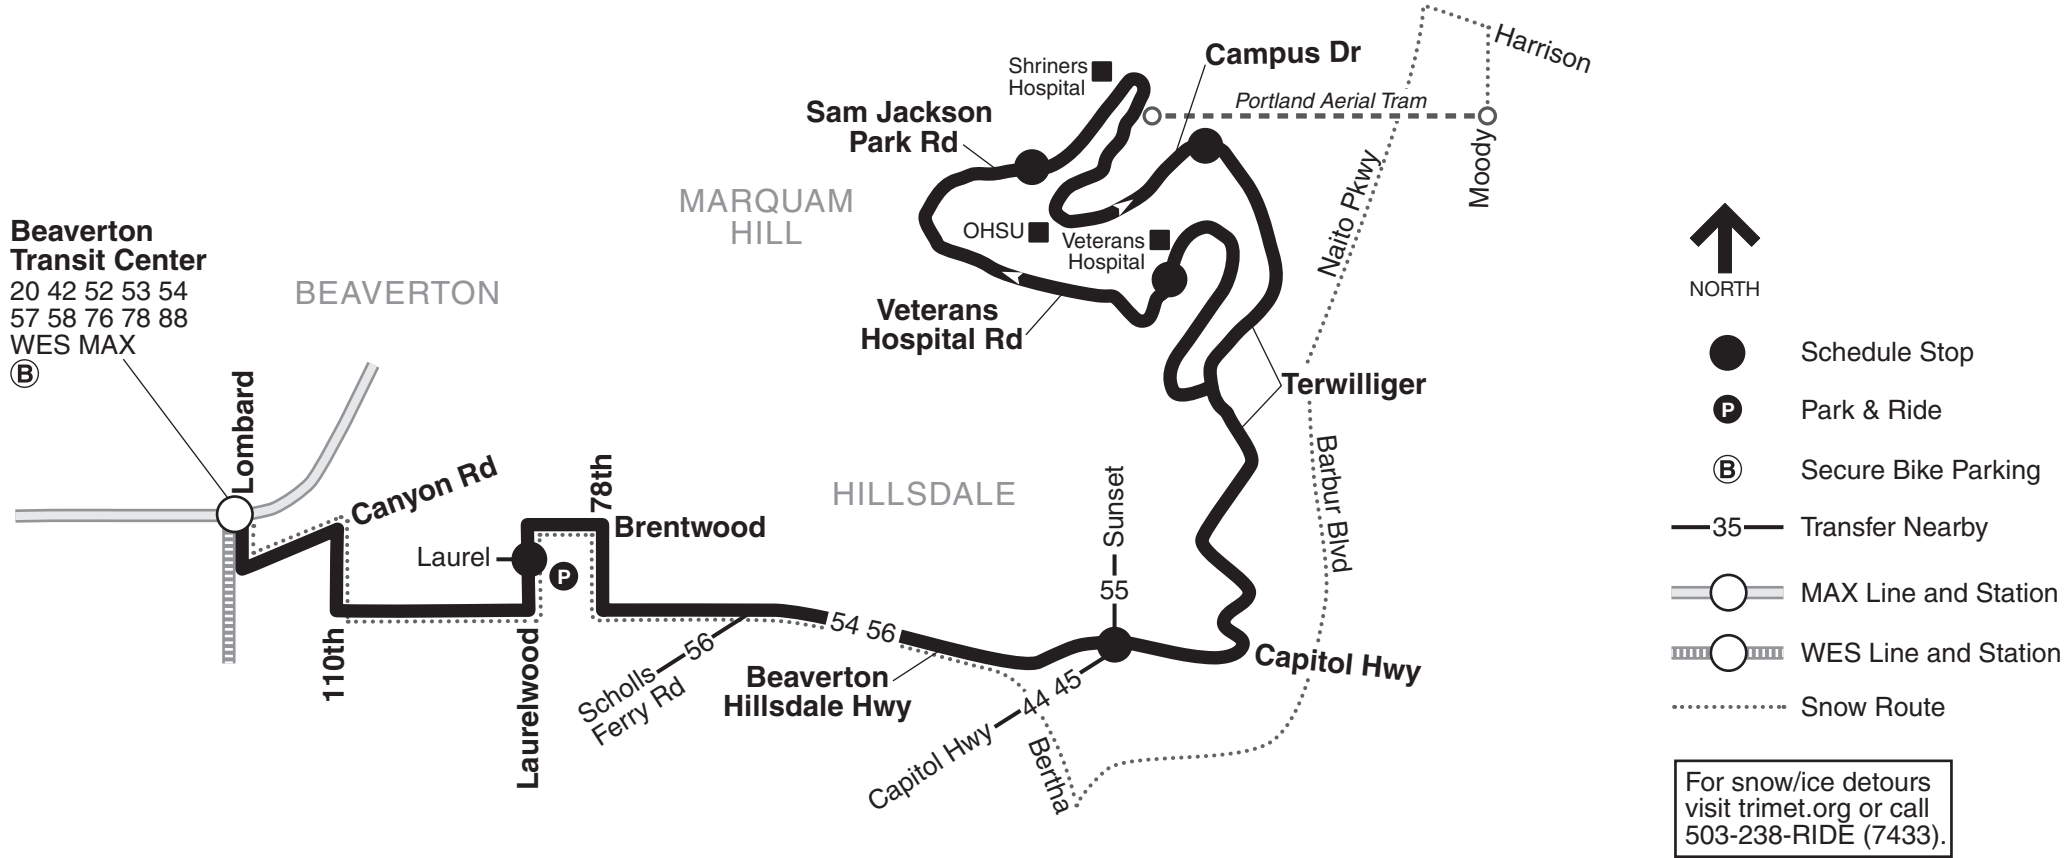 Beaverton
Transit Center
20 42 52 53 54
57 58 76 78 88
WES MAX
B
BEAVERTON
Lombard
Canyon Rd
110th
Laurel
P
Laurelwood
78th
Brentwood
Scholls
Ferry Rd
56
54 56
Beaverton
Hillsdale Hwy
HILLSDALE
MARQUAM
HILL
Sam Jackson
Park Rd
Shriners
Hospital
Campus Dr
Portland Aerial Tram
Harrison
Moody
Naito Pkwy
OHSU
Veterans
Hospital
Veterans
Hospital Rd
Terwilliger
Barbur Blvd
Sunset
55
Capitol Hwy
44 45
Capitol Hwy
Bertha
NORTH
Schedule Stop
P
Park & Ride
B
Secure Bike Parking
35
Transfer Nearby
MAX Line and Station
WES Line and Station
Snow Route
For snow/ice detours
visit trimet.org or call
503-238-RIDE (7433).